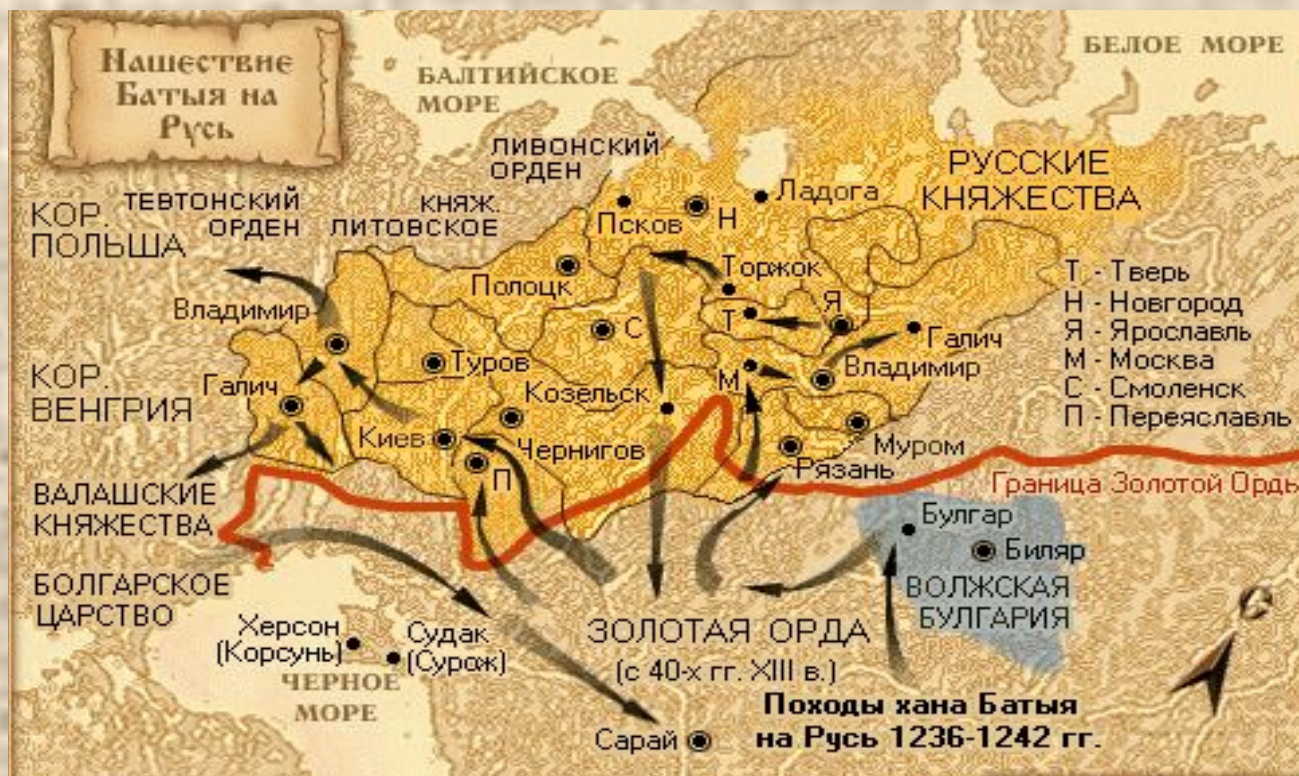 Нашествие
Батыя на
Русь
БАЛТИЙСКОЕ
МОРЕ
БЕЛОЕ МОРЕ
ЛИВОНСКИЙ
ОРДЕН
РУССКИЕ
КНЯЖЕСТВА
ТЕВТОНСКИЙ
ОРДЕН
КНЯЖ.
ЛИТОВСКОЕ
КОР.
ПОЛЬША
Псков
Н
Ладога
Полоцк
Торжок
Т
Я
Владимир
С
Галич
Т - Тверь
Н - Новгород
Я - Ярославль
М - Москва
С - Смоленск
П - Переяславль
КОР.
ВЕНГРИЯ
Галич
Туров
Козельск
М
Владимир
Киев
Чернигов
П
Муром
Рязань
Граница Золотой Орды
ВАЛАШСКИЕ
КНЯЖЕСТВА
БОЛГАРСКОЕ
ЦАРСТВО
Булгар
Биляр
ВОЛЖСКАЯ
БУЛГАРИЯ
Херсон
(Корсунь)
Судак
(Сурож)
ЧЕРНОЕ
МОРЕ
ЗОЛОТАЯ ОРДА
(с 40-х гг. XIII в.)
С
Походы хана Батыя
на Русь 1236-1242 гг.
Сарай